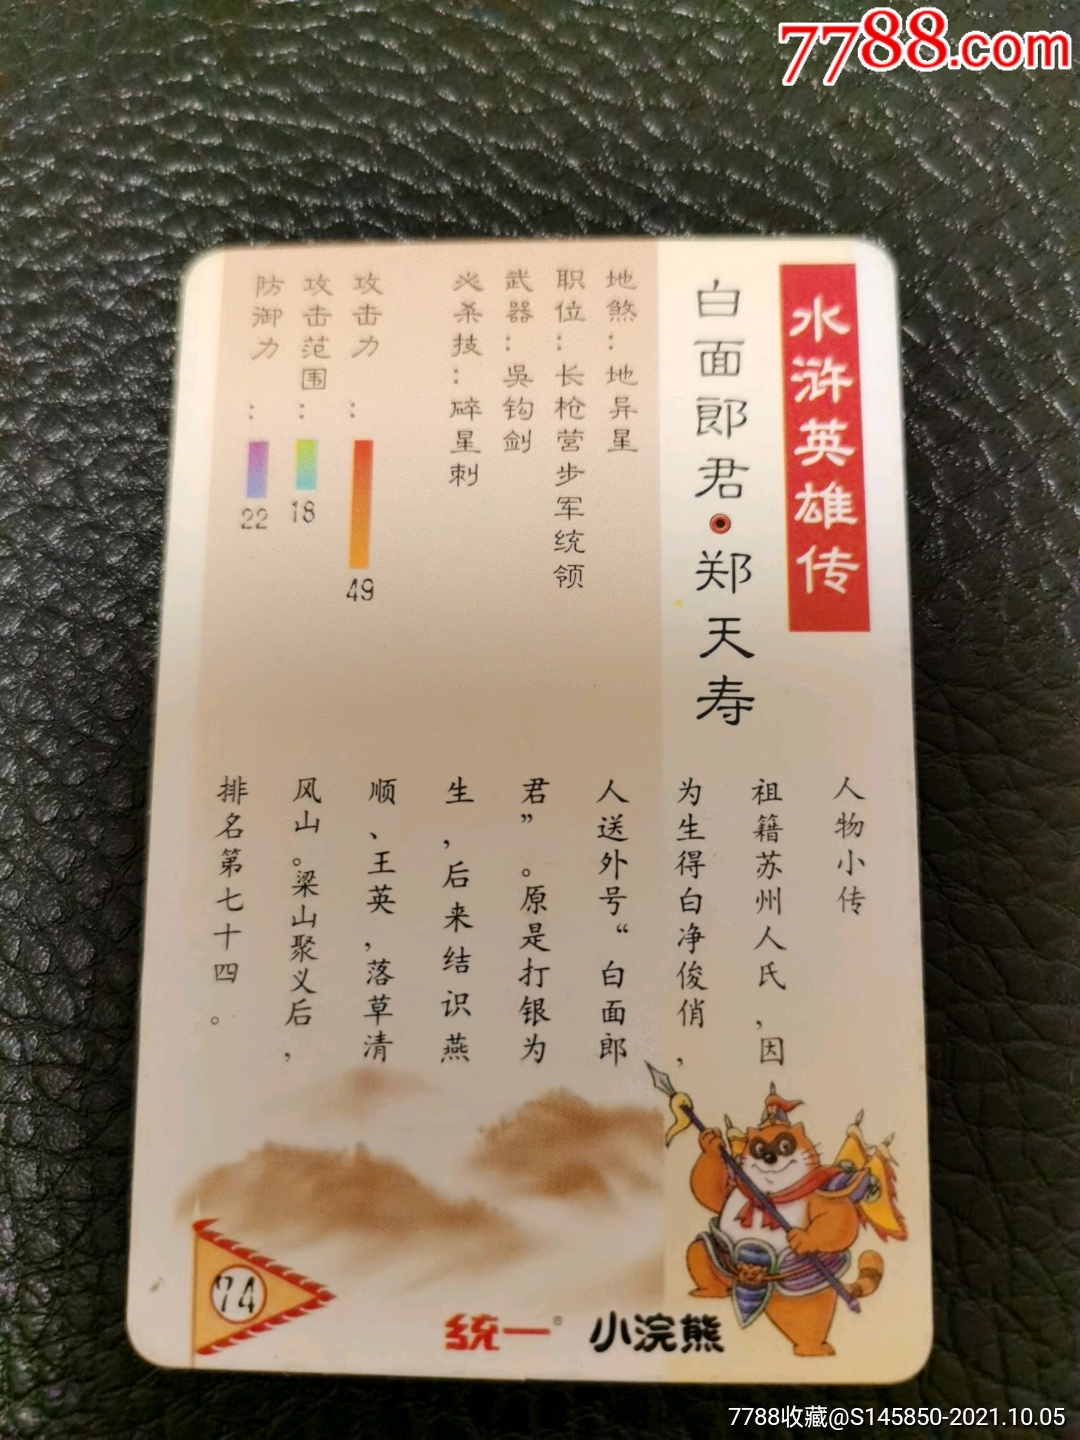 7788.com
水浒英雄传
白面郎君·郑天寿
地煞：地异星
职位：长枪营步军统领
武器：吴钩剑
必杀技：碎星刺
攻击力：49
攻击范围：18
防御力：22
人物小传
祖籍苏州人氏，因
为生得白净俊俏，
人送外号“白面郎
君”。原是打银为
生，后来结识燕
顺、王英，落草清
风山。梁山聚义后，
排名第七十四。
74
统一® 小浣熊
7788收藏@S145850-2021.10.05